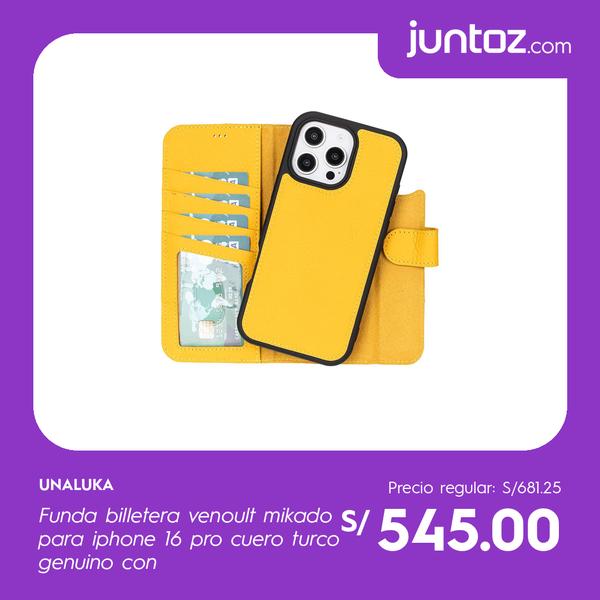 juntoz.com
UNALUKA
Precio regular: S/681.25
Funda billetera venoult mikado
para iphone 16 pro cuero turco
genuino con
S/ 545.00